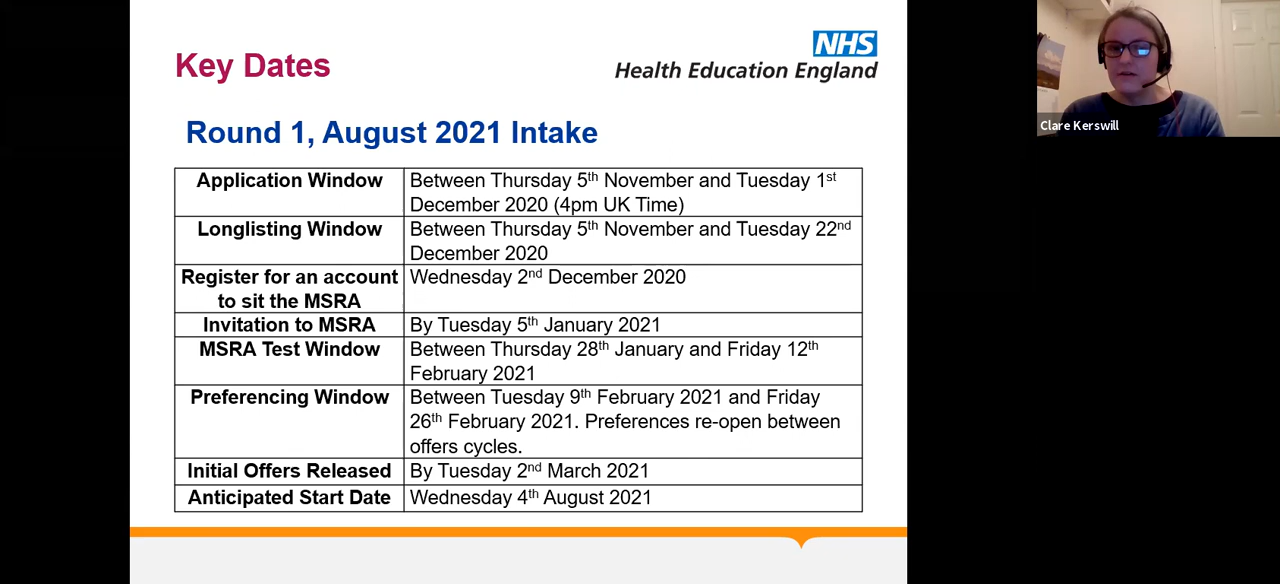 Key Dates
NHS
Health Education England
Clare Kerswill
Round 1, August 2021 Intake
Application Window
Between Thursday 5th November and Tuesday 1st
December 2020 (4pm UK Time)
Longlisting Window
Between Thursday 5th November and Tuesday 22nd
December 2020
Register for an account
to sit the MSRA
Wednesday 2nd December 2020
Invitation to MSRA
By Tuesday 5th January 2021
MSRA Test Window
Between Thursday 28th January and Friday 12th
February 2021
Preferencing Window
Between Tuesday 9th February 2021 and Friday
26th February 2021. Preferences re-open between
offers cycles.
Initial Offers Released
By Tuesday 2nd March 2021
Anticipated Start Date
Wednesday 4th August 2021